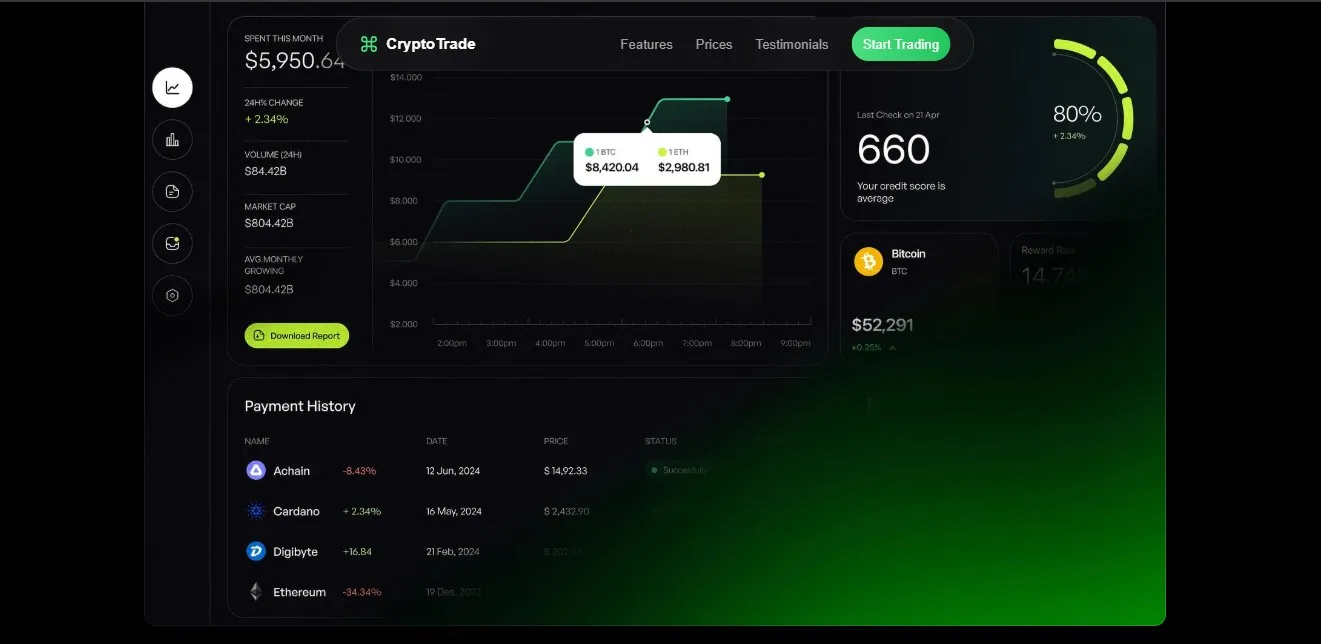 CryptoTrade
Features
Prices
Testimonials
Start Trading
SPENT THIS MONTH
$5,950.64
24H% CHANGE
+ 2.34%
VOLUME (24H)
$84.42B
MARKET CAP
$804.42B
AVG.MONTHLY
GROWING
$804.42B
Download Report
$14.000
$12.000
$10.000
$8.000
$6.000
$4.000
$2.000
1 BTC
$8,420.04
1 ETH
$2,980.81
2:00pm
3:00pm
4:00pm
5:00pm
6:00pm
7:00pm
8:00pm
9:00pm
Last Check on 21 Apr
660
Your credit score is
average
80%
+ 2.34%
Bitcoin
BTC
$52,291
+0.25%
Reward Rate
Payment History
NAME DATE PRICE STATUS
Achain -8.43% 12 Jun, 2024 $ 14,92.33 Succesfully
Cardano + 2.34% 16 May, 2024 $ 2,432.90
Digibyte +16.84 21 Feb, 2024
Ethereum -34.34% 19 Des, 2023